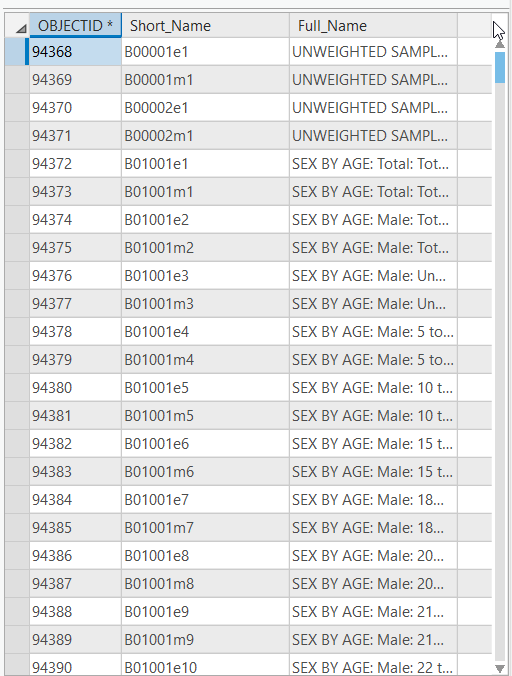 OBJECTID * Short_Name Full_Name
94368 B00001e1 UNWEIGHTED SAMPL...
94369 B00001m1 UNWEIGHTED SAMPL...
94370 B00002e1 UNWEIGHTED SAMPL...
94371 B00002m1 UNWEIGHTED SAMPL...
94372 B01001e1 SEX BY AGE: Total: Tot...
94373 B01001m1 SEX BY AGE: Total: Tot...
94374 B01001e2 SEX BY AGE: Male: Tot...
94375 B01001m2 SEX BY AGE: Male: Tot...
94376 B01001e3 SEX BY AGE: Male: Un...
94377 B01001m3 SEX BY AGE: Male: Un...
94378 B01001e4 SEX BY AGE: Male: 5 to...
94379 B01001m4 SEX BY AGE: Male: 5 to...
94380 B01001e5 SEX BY AGE: Male: 10 t...
94381 B01001m5 SEX BY AGE: Male: 10 t...
94382 B01001e6 SEX BY AGE: Male: 15 t...
94383 B01001m6 SEX BY AGE: Male: 15 t...
94384 B01001e7 SEX BY AGE: Male: 18...
94385 B01001m7 SEX BY AGE: Male: 18...
94386 B01001e8 SEX BY AGE: Male: 20...
94387 B01001m8 SEX BY AGE: Male: 20...
94388 B01001e9 SEX BY AGE: Male: 21...
94389 B01001m9 SEX BY AGE: Male: 21...
94390 B01001e10 SEX BY AGE: Male: 22 t...